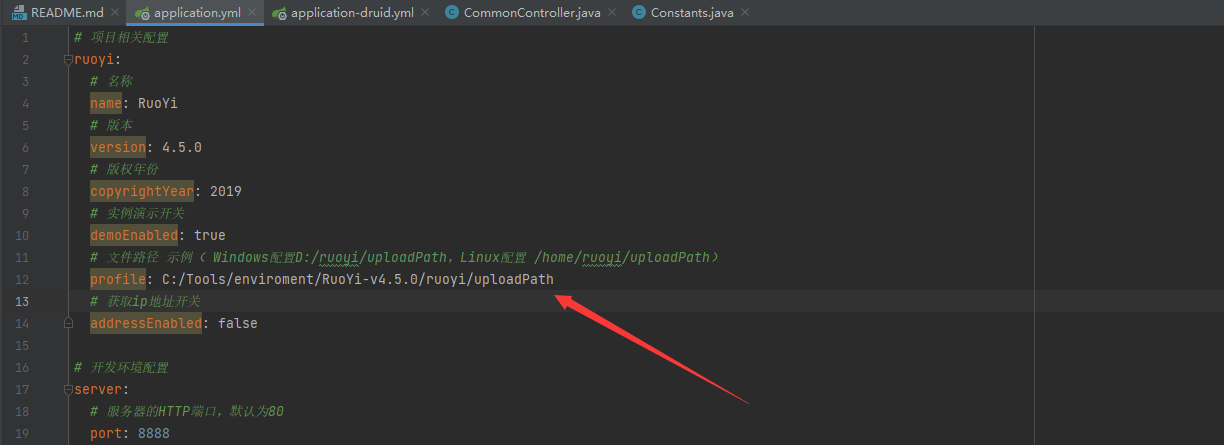 README.md application.yml application-druid.yml CommonController.java Constants.java
1 # 项目相关配置
2 ruoyi:
3 # 名称
4 name: RuoYi
5 # 版本
6 version: 4.5.0
7 # 版权年份
8 copyrightYear: 2019
9 # 实例演示开关
10 demoEnabled: true
11 # 文件路径 示例（ Windows配置D:/ruoyi/uploadPath，Linux配置 /home/ruoyi/uploadPath）
12 profile: C:/Tools/enviroment/RuoYi-v4.5.0/ruoyi/uploadPath
13 # 获取ip地址开关
14 addressEnabled: false
15
16 # 开发环境配置
17 server:
18 # 服务器的HTTP端口，默认为80
19 port: 8888